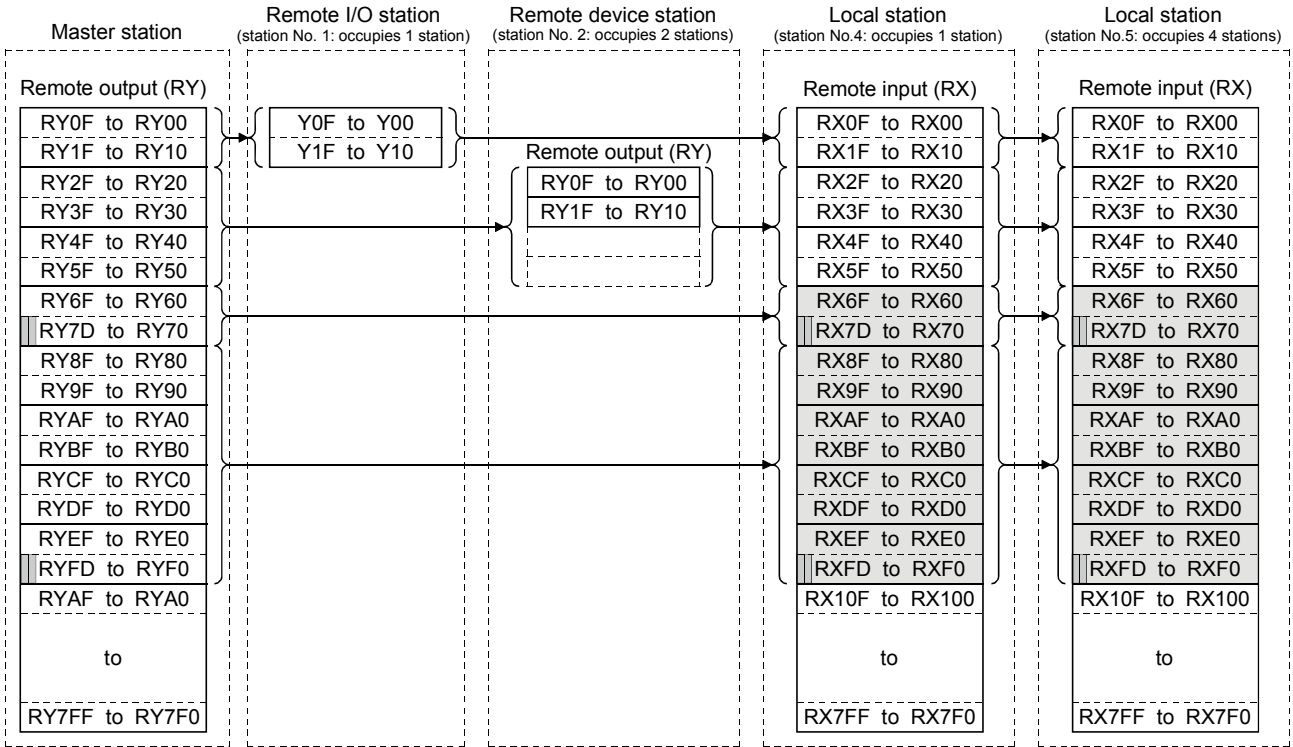 Master station
Remote I/O station
(station No. 1: occupies 1 station)
Remote device station
(station No. 2: occupies 2 stations)
Local station
(station No.4: occupies 1 station)
Local station
(station No.5: occupies 4 stations)
Remote output (RY)
RY0F to RY00
RY1F to RY10
RY2F to RY20
RY3F to RY30
RY4F to RY40
RY5F to RY50
RY6F to RY60
RY7D to RY70
RY8F to RY80
RY9F to RY90
RYAF to RYA0
RYBF to RYB0
RYCF to RYC0
RYDF to RYD0
RYEF to RYE0
RYFD to RYF0
RYAF to RYA0
to
RY7FF to RY7F0
Y0F to Y00
Y1F to Y10
Remote output (RY)
RY0F to RY00
RY1F to RY10
Remote input (RX)
RX0F to RX00
RX1F to RX10
RX2F to RX20
RX3F to RX30
RX4F to RX40
RX5F to RX50
RX6F to RX60
RX7D to RX70
RX8F to RX80
RX9F to RX90
RXAF to RXA0
RXBF to RXB0
RXCF to RXC0
RXDF to RXD0
RXEF to RXE0
RXFD to RXF0
RX10F to RX100
to
RX7FF to RX7F0
Remote input (RX)
RX0F to RX00
RX1F to RX10
RX2F to RX20
RX3F to RX30
RX4F to RX40
RX5F to RX50
RX6F to RX60
RX7D to RX70
RX8F to RX80
RX9F to RX90
RXAF to RXA0
RXBF to RXB0
RXCF to RXC0
RXDF to RXD0
RXEF to RXE0
RXFD to RXF0
RX10F to RX100
to
RX7FF to RX7F0